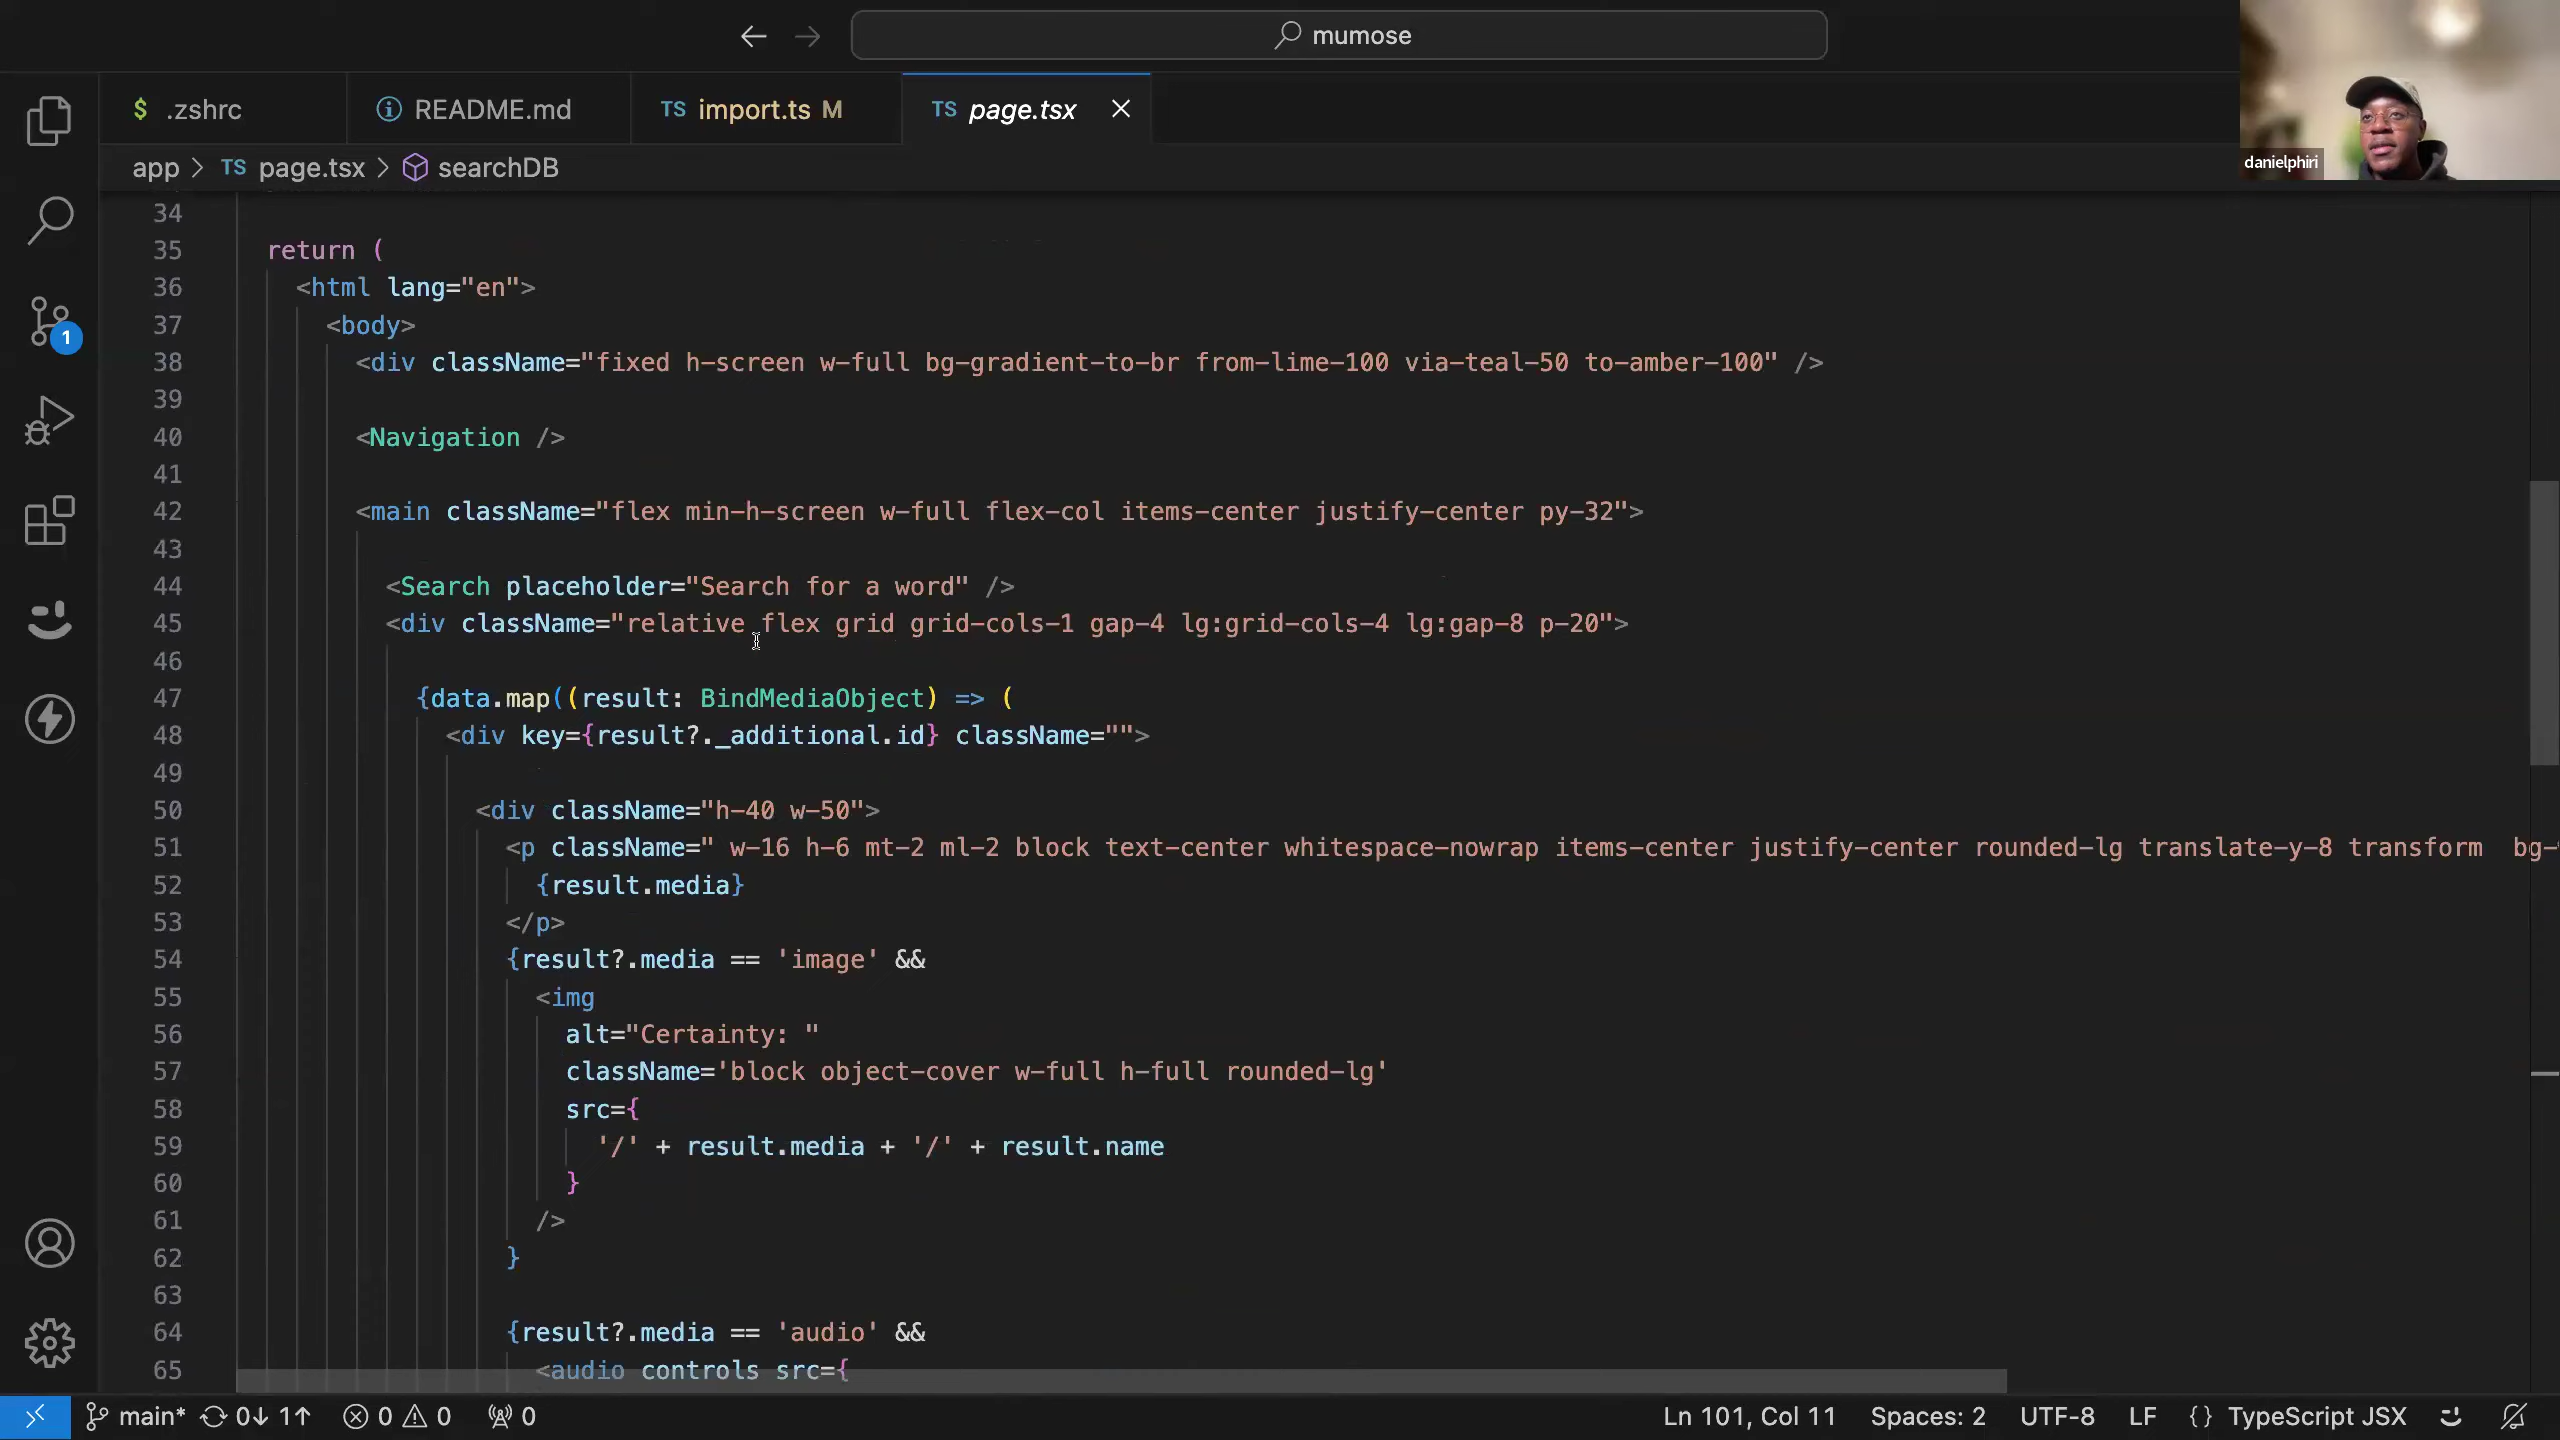 mumose
$ .zshrc
README.md
TS import.ts M
TS page.tsx
danielphiri
app > TS page.tsx > searchDB
34
35 return (
36 <html lang="en">
37 <body>
38 <div className="fixed h-screen w-full bg-gradient-to-br from-lime-100 via-teal-50 to-amber-100" />
39
40 <Navigation />
41
42 <main className="flex min-h-screen w-full flex-col items-center justify-center py-32">
43
44 <Search placeholder="Search for a word" />
45 <div className="relative flex grid grid-cols-1 gap-4 lg:grid-cols-4 lg:gap-8 p-20">
46
47 {data.map((result: BindMediaObject) => (
48 <div key={result?._additional.id} className="">
49
50 <div className="h-40 w-50">
51 <p className=" w-16 h-6 mt-2 ml-2 block text-center whitespace-nowrap items-center justify-center rounded-lg translate-y-8 transform bg-
52 {result.media}
53 </p>
54 {result?.media == 'image' &&
55 <img
56 alt="Certainty: "
57 className='block object-cover w-full h-full rounded-lg'
58 src={
59 '/' + result.media + '/' + result.name
60 }
61 />
62 }
63
64 {result?.media == 'audio' &&
65 <audio controls src={
1
main* 0↓ 1↑ 0 0 0
Ln 101, Col 11 Spaces: 2 UTF-8 LF {} TypeScript JSX